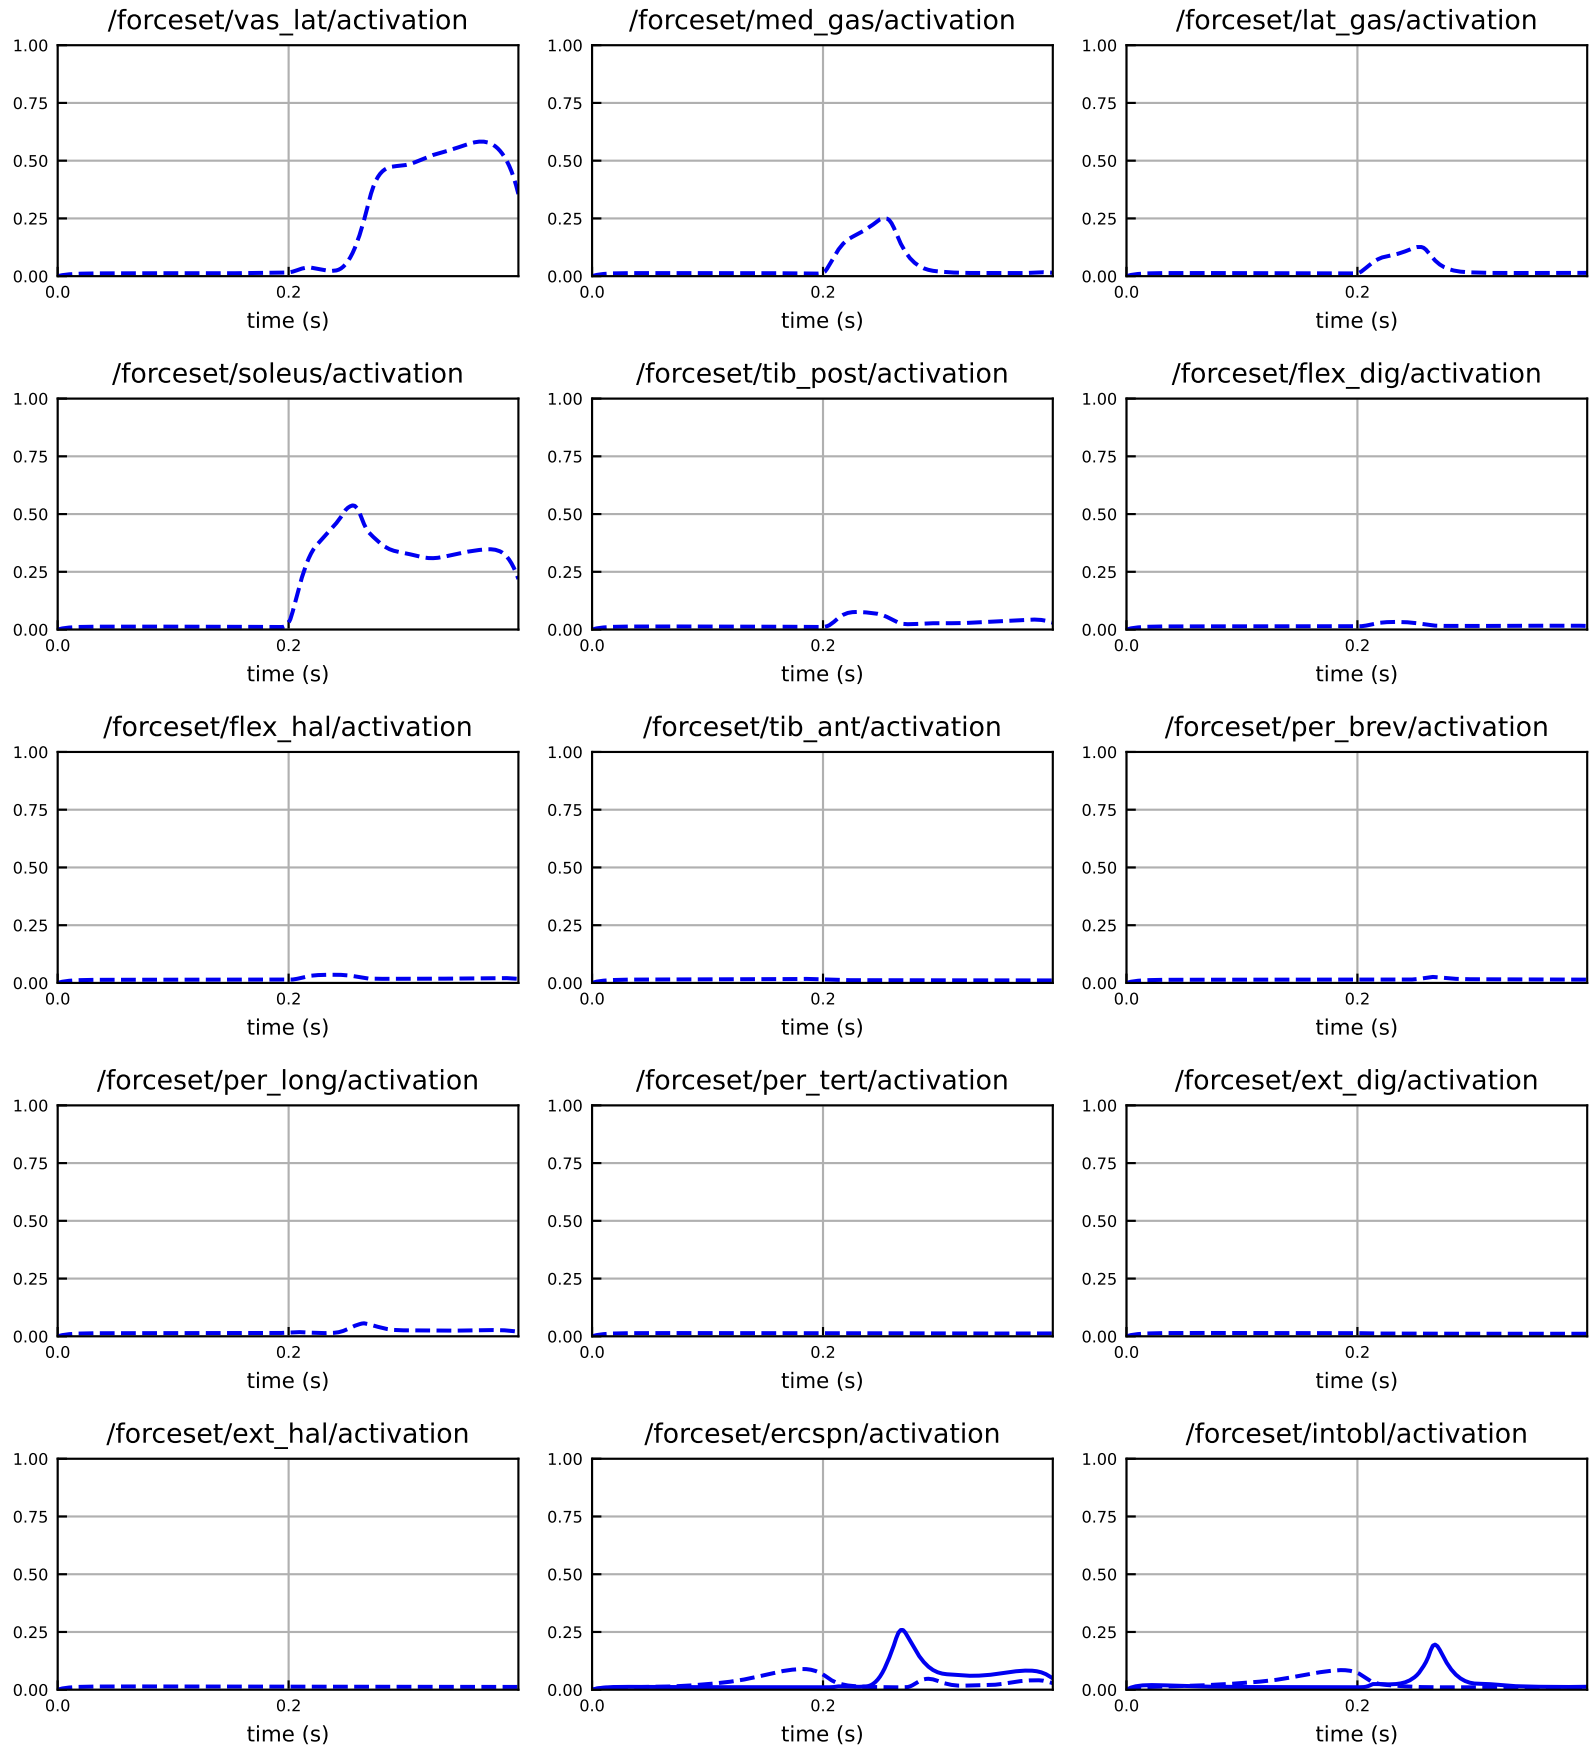 /forceset/vas_lat/activation /forceset/med_gas/activation /forceset/lat_gas/activation
1.00 1.00 1.00
0.75 0.75 0.75
0.50 0.50 0.50
0.25 0.25 0.25
0.00 0.00 0.00
0.0 0.2 0.0 0.2 0.0 0.2
time (s) time (s) time (s)
/forceset/soleus/activation /forceset/tib_post/activation /forceset/flex_dig/activation
1.00 1.00 1.00
0.75 0.75 0.75
0.50 0.50 0.50
0.25 0.25 0.25
0.00 0.00 0.00
0.0 0.2 0.0 0.2 0.0 0.2
time (s) time (s) time (s)
/forceset/flex_hal/activation /forceset/tib_ant/activation /forceset/per_brev/activation
1.00 1.00 1.00
0.75 0.75 0.75
0.50 0.50 0.50
0.25 0.25 0.25
0.00 0.00 0.00
0.0 0.2 0.0 0.2 0.0 0.2
time (s) time (s) time (s)
/forceset/per_long/activation /forceset/per_tert/activation /forceset/ext_dig/activation
1.00 1.00 1.00
0.75 0.75 0.75
0.50 0.50 0.50
0.25 0.25 0.25
0.00 0.00 0.00
0.0 0.2 0.0 0.2 0.0 0.2
time (s) time (s) time (s)
/forceset/ext_hal/activation /forceset/ercspn/activation /forceset/intobl/activation
1.00 1.00 1.00
0.75 0.75 0.75
0.50 0.50 0.50
0.25 0.25 0.25
0.00 0.00 0.00
0.0 0.2 0.0 0.2 0.0 0.2
time (s) time (s) time (s)